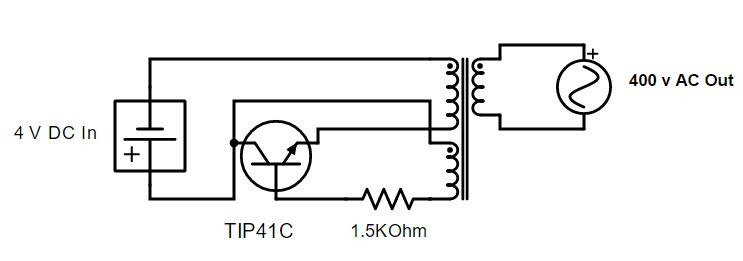 4 V DC In
400 v AC Out
TIP41C
1.5KOhm